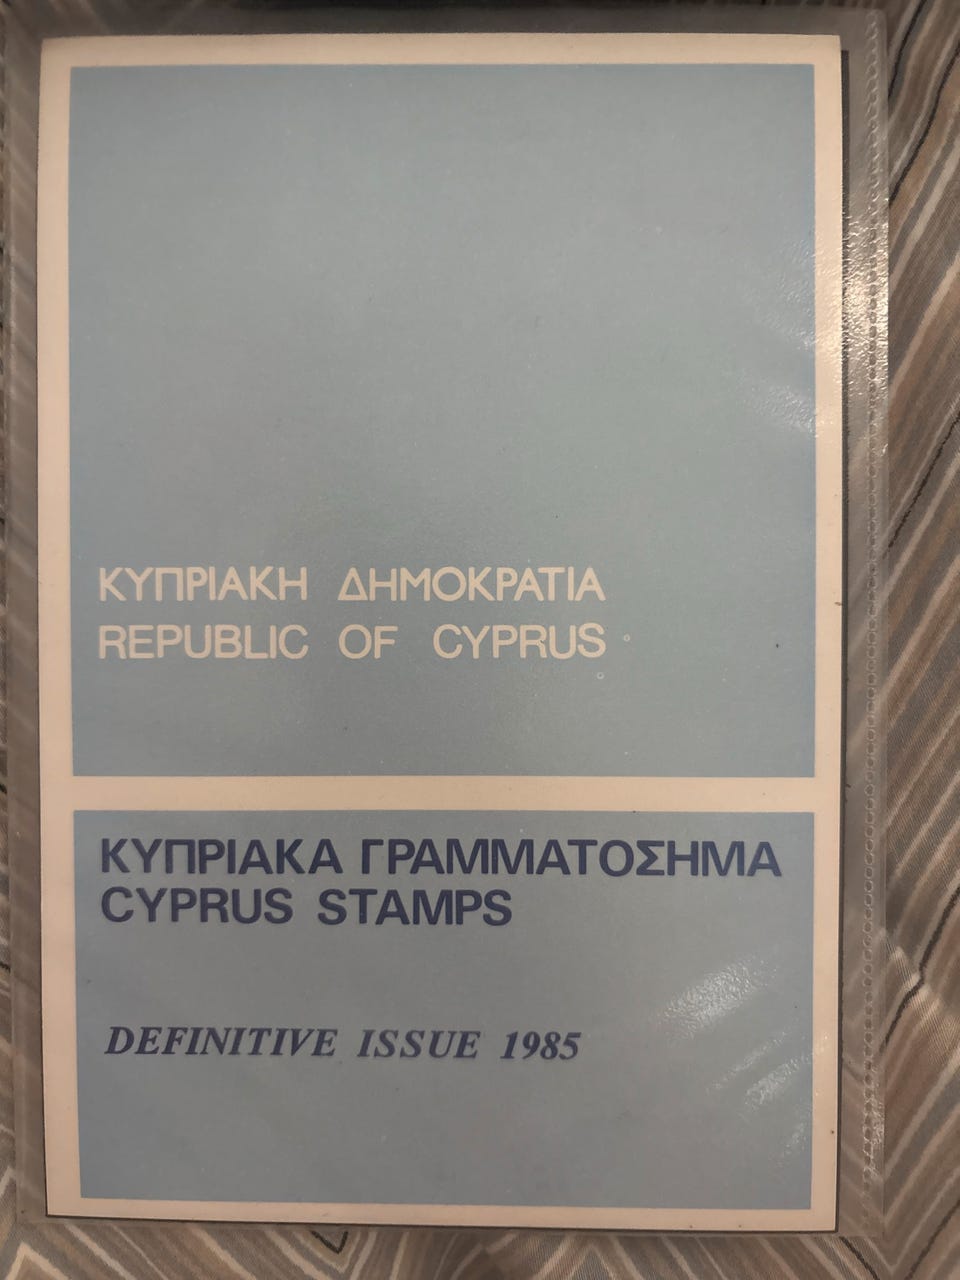 ΚΥΠΡΙΑΚΗ ΔΗΜΟΚΡΑΤΙΑ
REPUBLIC OF CYPRUS
ΚΥΠΡΙΑΚΑ ΓΡΑΜΜΑΤΟΣΗΜΑ
CYPRUS STAMPS
DEFINITIVE ISSUE 1985